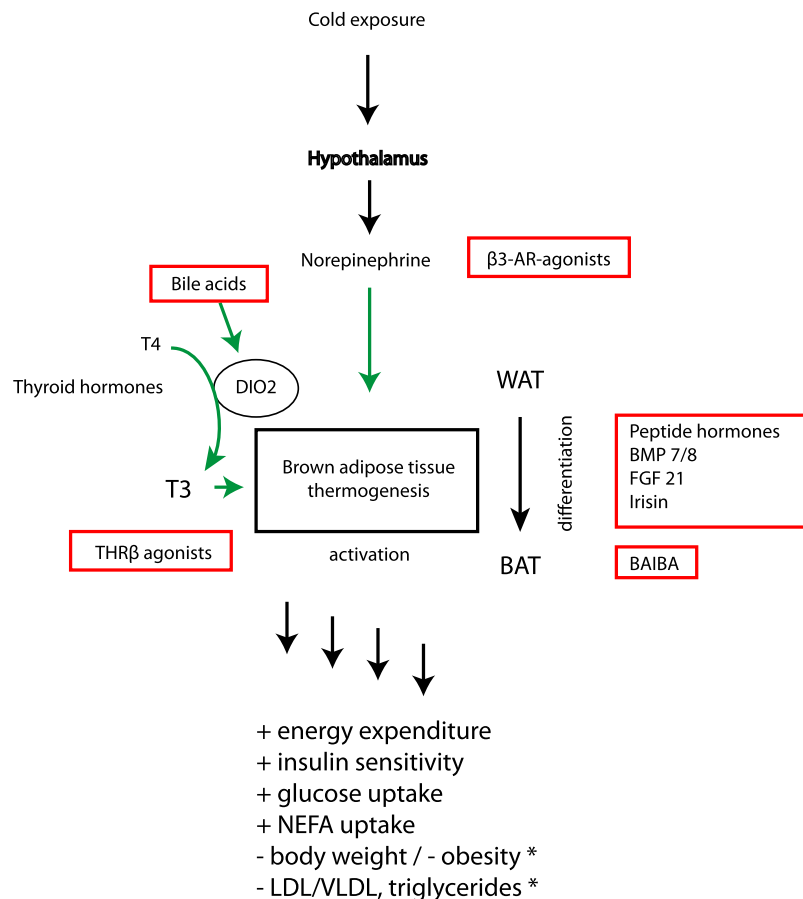 Cold exposure
Hypothalamus
Norepinephrine
β3-AR-agonists
Bile acids
T4
DIO2
Thyroid hormones
WAT
differentiation
Peptide hormones
BMP 7/8
FGF 21
Irisin
Brown adipose tissue
thermogenesis
T3
THRβ agonists
activation
BAT
BAIBA
+ energy expenditure
+ insulin sensitivity
+ glucose uptake
+ NEFA uptake
- body weight / - obesity *
- LDL/VLDL, triglycerides *